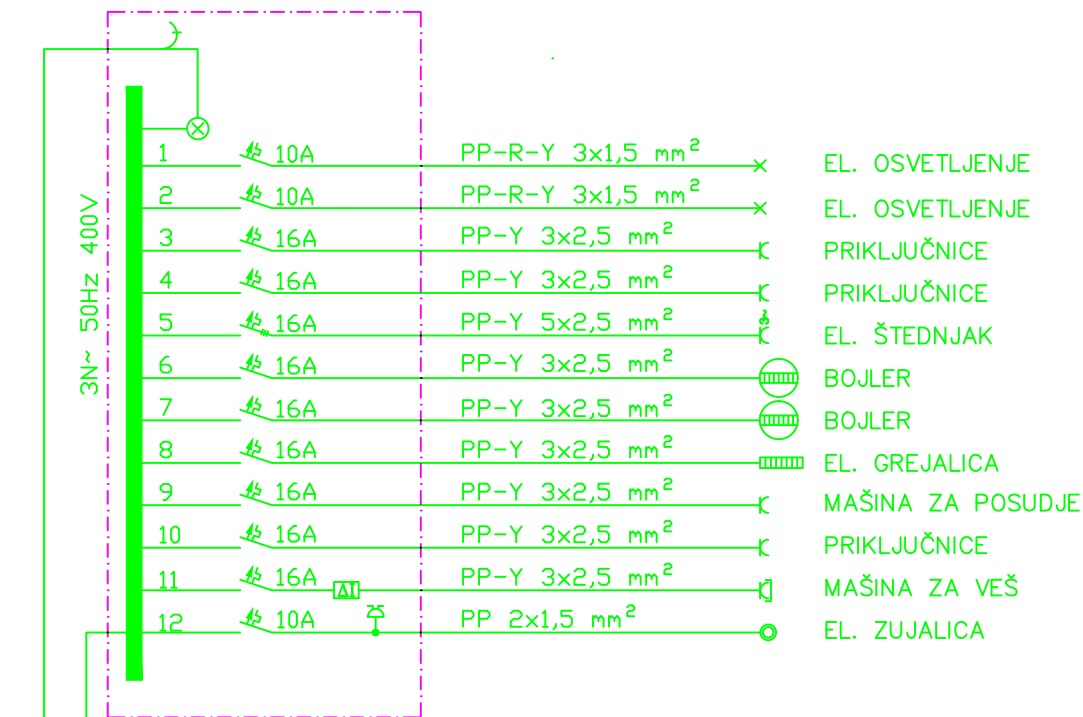 3N~ 50Hz 400V
1 10A PP-R-Y 3x1,5 mm² EL. OSVETLJENJE
2 10A PP-R-Y 3x1,5 mm² EL. OSVETLJENJE
3 16A PP-Y 3x2,5 mm² PRIKLJUČNICE
4 16A PP-Y 3x2,5 mm² PRIKLJUČNICE
5 16A PP-Y 5x2,5 mm² 3~ EL. ŠTEDNJAK
6 16A PP-Y 3x2,5 mm² BOJLER
7 16A PP-Y 3x2,5 mm² BOJLER
8 16A PP-Y 3x2,5 mm² EL. GREJALICA
9 16A PP-Y 3x2,5 mm² MAŠINA ZA POSUDJE
10 16A PP-Y 3x2,5 mm² PRIKLJUČNICE
11 16A ΔI PP-Y 3x2,5 mm² MAŠINA ZA VEŠ
12 10A PP 2x1,5 mm² EL. ZUJALICA